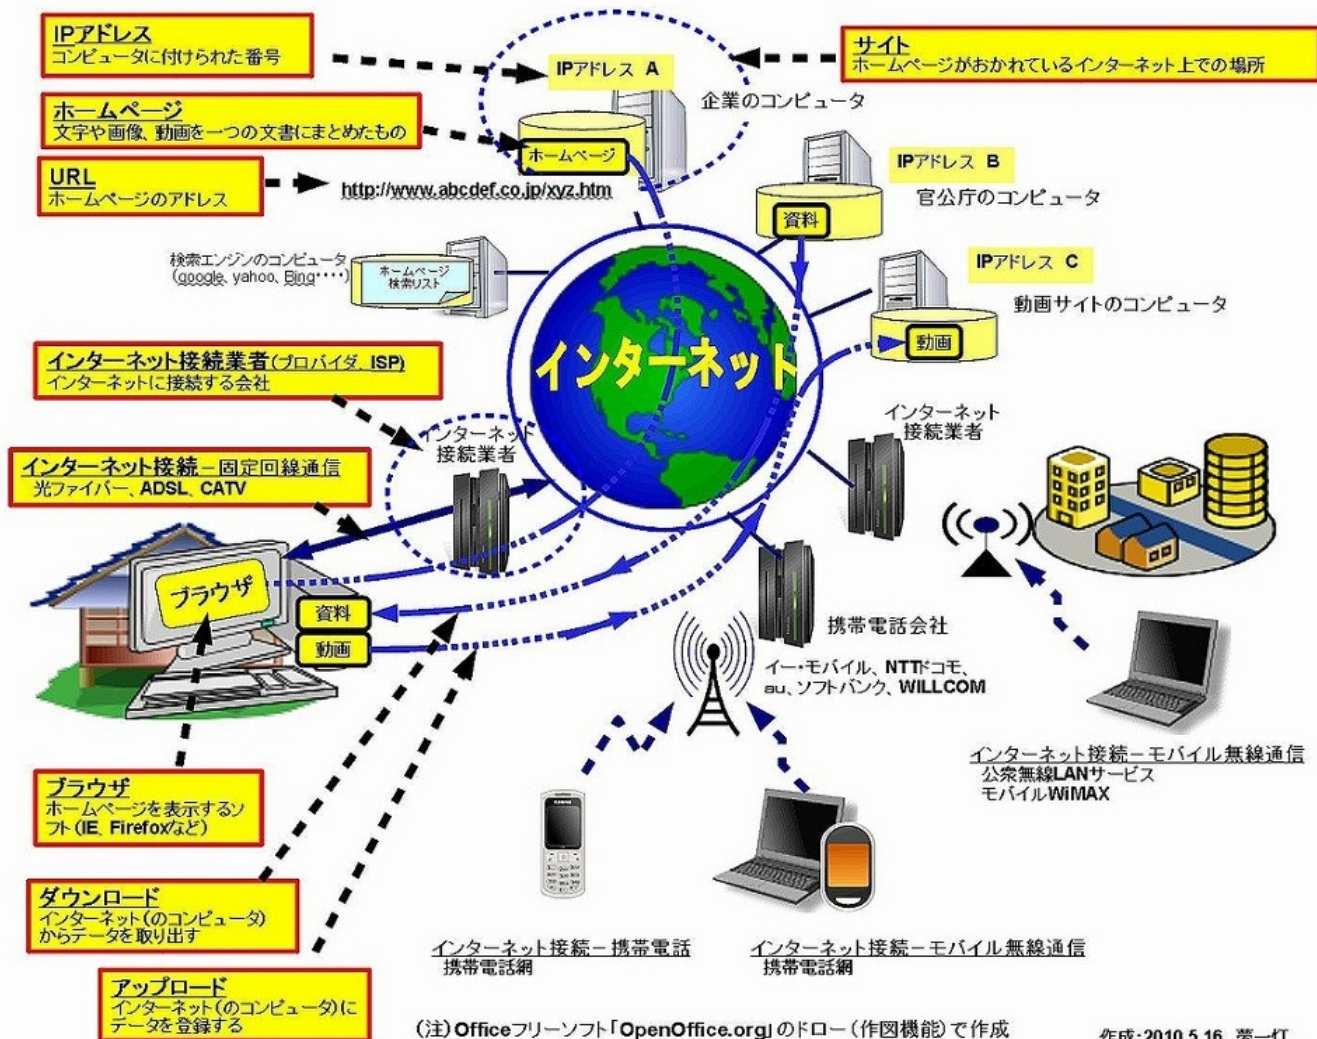 IPアドレス
コンピュータに付けられた番号
ホームページ
文字や画像、動画を一つの文書にまとめたもの
URL
ホームページのアドレス
IPアドレス A
企業のコンピュータ
ホームページ
http://www.abcdef.co.jp/xyz.htm
サイト
ホームページがおかれているインターネット上での場所
IPアドレス B
官公庁のコンピュータ
資料
検索エンジンのコンピュータ
(google、yahoo、Bing‥‥)
ホームページ
検索リスト
IPアドレス C
動画サイトのコンピュータ
動画
インターネット
インターネット接続業者(プロバイダ、ISP)
インターネットに接続する会社
インターネット
接続業者
インターネット
接続業者
インターネット接続－固定回線通信
光ファイバー、ADSL、CATV
ブラウザ
資料
動画
携帯電話会社
イー・モバイル、NTTドコモ、
au、ソフトバンク、WILLCOM
インターネット接続－モバイル無線通信
公衆無線LANサービス
モバイルWiMAX
ブラウザ
ホームページを表示するソ
フト(IE、Firefoxなど)
ダウンロード
インターネット(のコンピュータ)
からデータを取り出す
アップロード
インターネット(のコンピュータ)に
データを登録する
インターネット接続－携帯電話
携帯電話網
インターネット接続－モバイル無線通信
携帯電話網
(注)Officeフリーソフト「OpenOffice.org」のドロー(作図機能)で作成
作成:2010.5.16 夢一灯